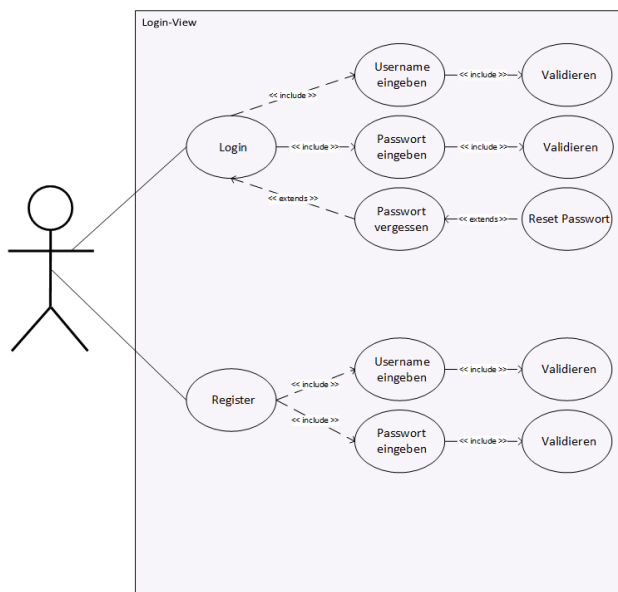 Login-View
Username
eingeben
<< include >>
Validieren
<< include >>
Login
<< include >>
Passwort
eingeben
<< include >>
Validieren
<< extends >>
Passwort
vergessen
<< extends >>
Reset Passwort
Username
eingeben
<< include >>
Validieren
<< include >>
Register
<< include >>
Passwort
eingeben
<< include >>
Validieren